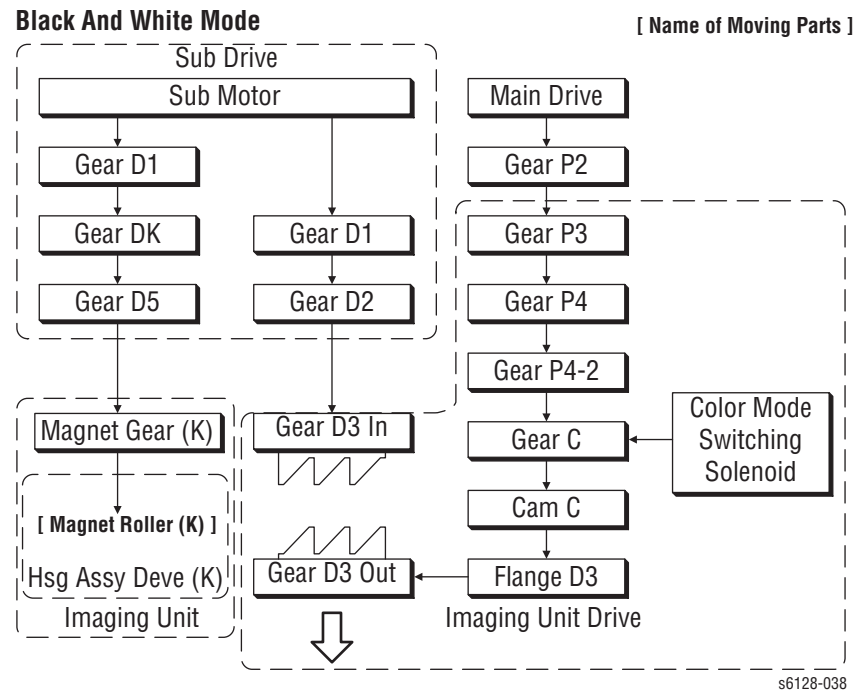 Black And White Mode
[ Name of Moving Parts ]
Sub Drive
Sub Motor
Main Drive
Gear D1
Gear P2
Gear DK
Gear D1
Gear P3
Gear D5
Gear D2
Gear P4
Gear P4-2
Magnet Gear (K)
Gear D3 In
Gear C
Color Mode
Switching
Solenoid
[ Magnet Roller (K) ]
Cam C
Hsg Assy Deve (K)
Gear D3 Out
Flange D3
Imaging Unit
Imaging Unit Drive
s6128-038